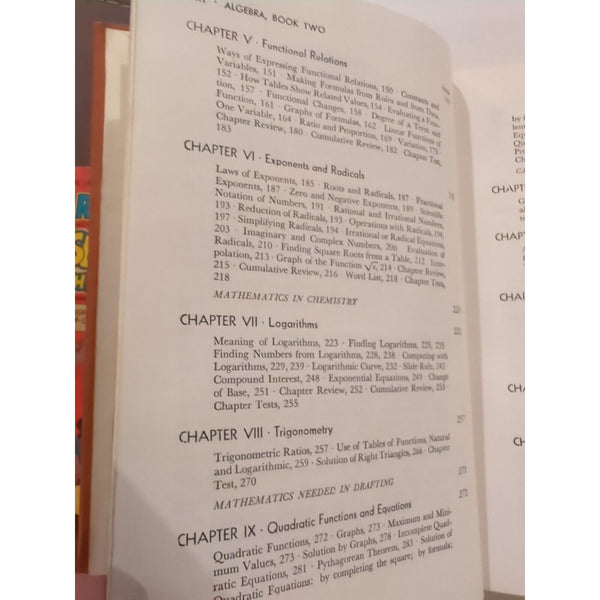 · ALGEBRA, BOOK TWO
CHAPTER V · Functional Relations
Ways of Expressing Functional Relations, 150 · Constants and
Variables, 151 · Making Formulas from Rules and from Data,
152 · How Tables Show Related Values, 154 · Evaluating a Func-
tion, 157 · Functional Changes, 158 · Degree of a Term and
Function, 161 · Graphs of Formulas, 162 · Linear Functions of
One Variable, 164 · Ratio and Proportion, 169 · Variation, 175
Chapter Review, 180 · Cumulative Review, 182 · Chapter Test,
183
CHAPTER VI · Exponents and Radicals
Laws of Exponents, 185 · Roots and Radicals, 187 · Fractional
Exponents, 187 · Zero and Negative Exponents, 189 · Scientific
Notation of Numbers, 191 · Rational and Irrational Numbers,
193 · Reduction of Radicals, 193 · Operations with Radicals, 194,
197 · Simplifying Radicals, 194 · Irrational or Radical Equations,
203 · Imaginary and Complex Numbers, 206 · Evaluation of
Radicals, 210 · Finding Square Roots from a Table, 212 · Inter-
polation, 213 · Graph of the Function √x, 214 · Chapter Review,
215 · Cumulative Review, 216 · Word List, 218 · Chapter Tests,
218
MATHEMATICS IN CHEMISTRY
CHAPTER VII · Logarithms 222
Meaning of Logarithms, 223 · Finding Logarithms, 225, 235 ·
Finding Numbers from Logarithms, 228, 238 · Computing with
Logarithms, 229, 239 · Logarithmic Curve, 232 · Slide Rule, 242
Compound Interest, 248 · Exponential Equations, 249 · Change
of Base, 251 · Chapter Review, 252 · Cumulative Review, 253 ·
Chapter Tests, 255
CHAPTER VIII · Trigonometry 257
Trigonometric Ratios, 257 · Use of Tables of Functions, Natural
and Logarithmic, 259 · Solution of Right Triangles, 266 · Chapter
Test, 270
MATHEMATICS NEEDED IN DRAFTING 271
CHAPTER IX · Quadratic Functions and Equations 272
Quadratic Functions, 272 · Graphs, 273 · Maximum and Mini-
mum Values, 273 · Solution by Graphs, 278 · Incomplete Quad-
ratic Equations, 281 · Pythagorean Theorem, 283 · Solution of
Quadratic Equations: by completing the square; by formula;
CHAPTER
CHAPT
CHAPTE
CHAPT
CHAPT